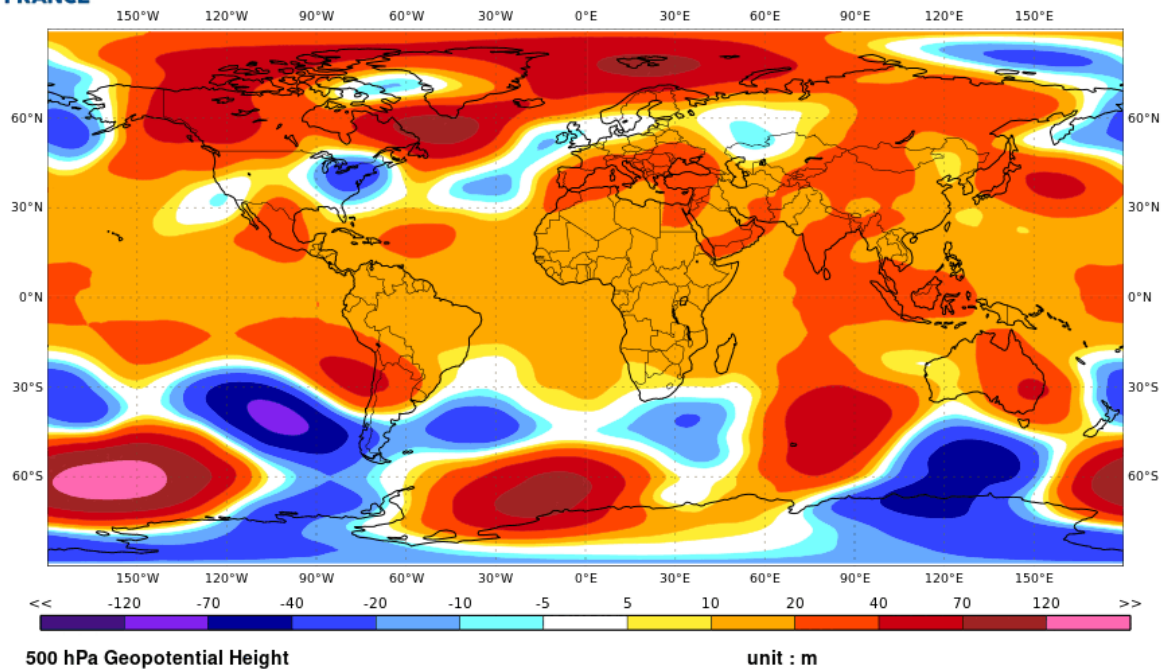 FRANCE
150°W 120°W 90°W 60°W 30°W 0°E 30°E 60°E 90°E 120°E 150°E
60°N 60°N
30°N 30°N
0°N 0°N
30°S 30°S
60°S 60°S
150°W 120°W 90°W 60°W 30°W 0°E 30°E 60°E 90°E 120°E 150°E
<< -120 -70 -40 -20 -10 -5 5 10 20 40 70 120 >>
500 hPa Geopotential Height unit : m